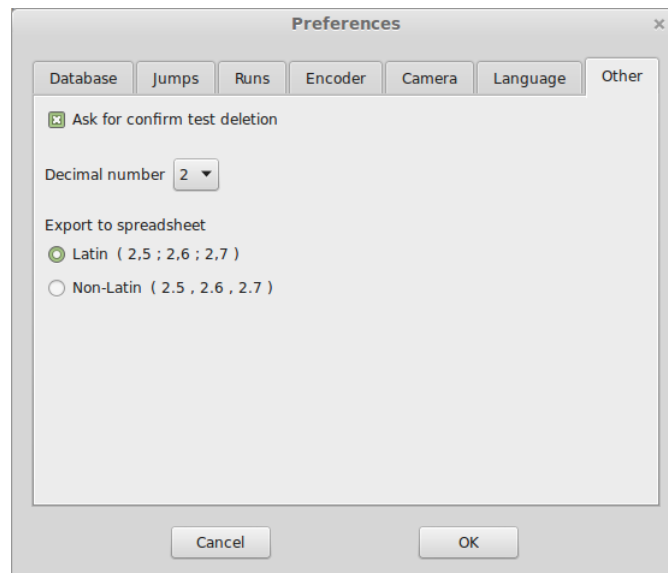 Preferences
Database Jumps Runs Encoder Camera Language Other
Ask for confirm test deletion
Decimal number 2
Export to spreadsheet
Latin ( 2,5 ; 2,6 ; 2,7 )
Non-Latin ( 2.5 , 2.6 , 2.7 )
Cancel OK